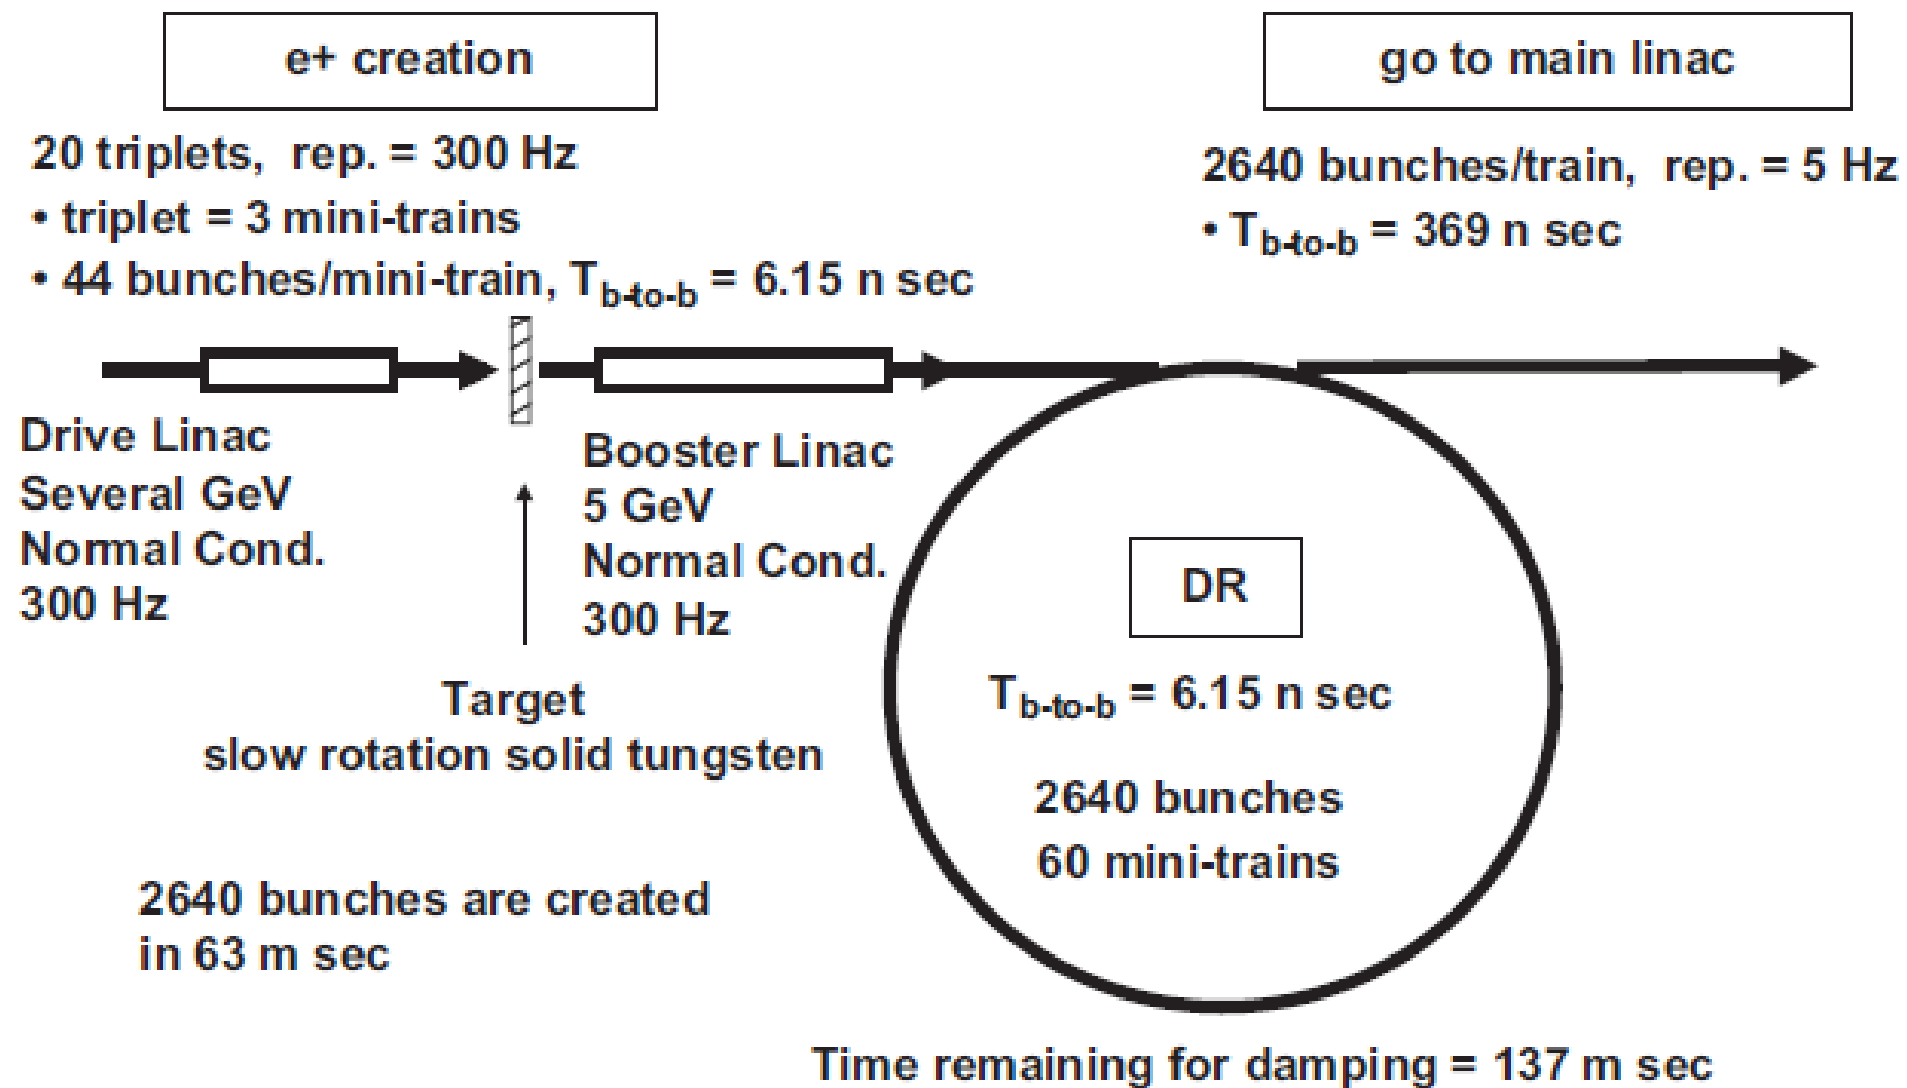 e+ creation
20 triplets, rep. = 300 Hz
• triplet = 3 mini-trains
• 44 bunches/mini-train, Tb-to-b = 6.15 n sec
go to main linac
2640 bunches/train, rep. = 5 Hz
• Tb-to-b = 369 n sec
Drive Linac
Several GeV
Normal Cond.
300 Hz
Booster Linac
5 GeV
Normal Cond.
300 Hz
Target
slow rotation solid tungsten
DR
Tb-to-b = 6.15 n sec
2640 bunches
60 mini-trains
2640 bunches are created
in 63 m sec
Time remaining for damping = 137 m sec